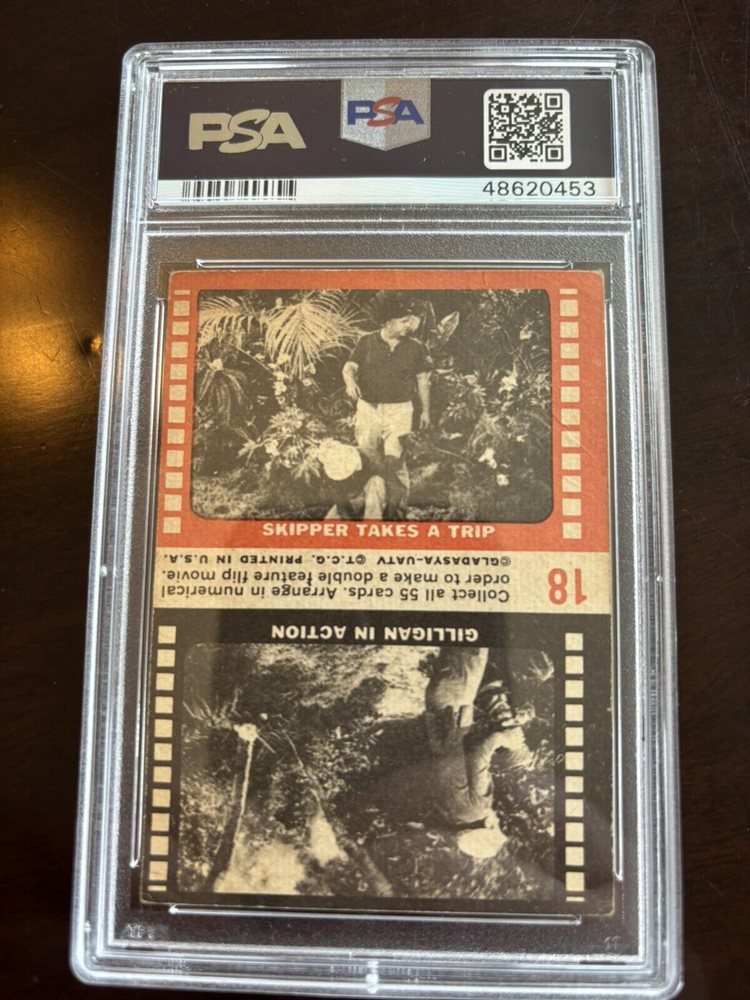 PSA
PSA
48620453
SKIPPER TAKES A TRIP
©GLADASYA-UATV ©T.C.G. PRINTED IN U.S.A.
Collect all 55 cards. Arrange in numerical
order to make a double feature flip movie.
18
GILLIGAN IN ACTION